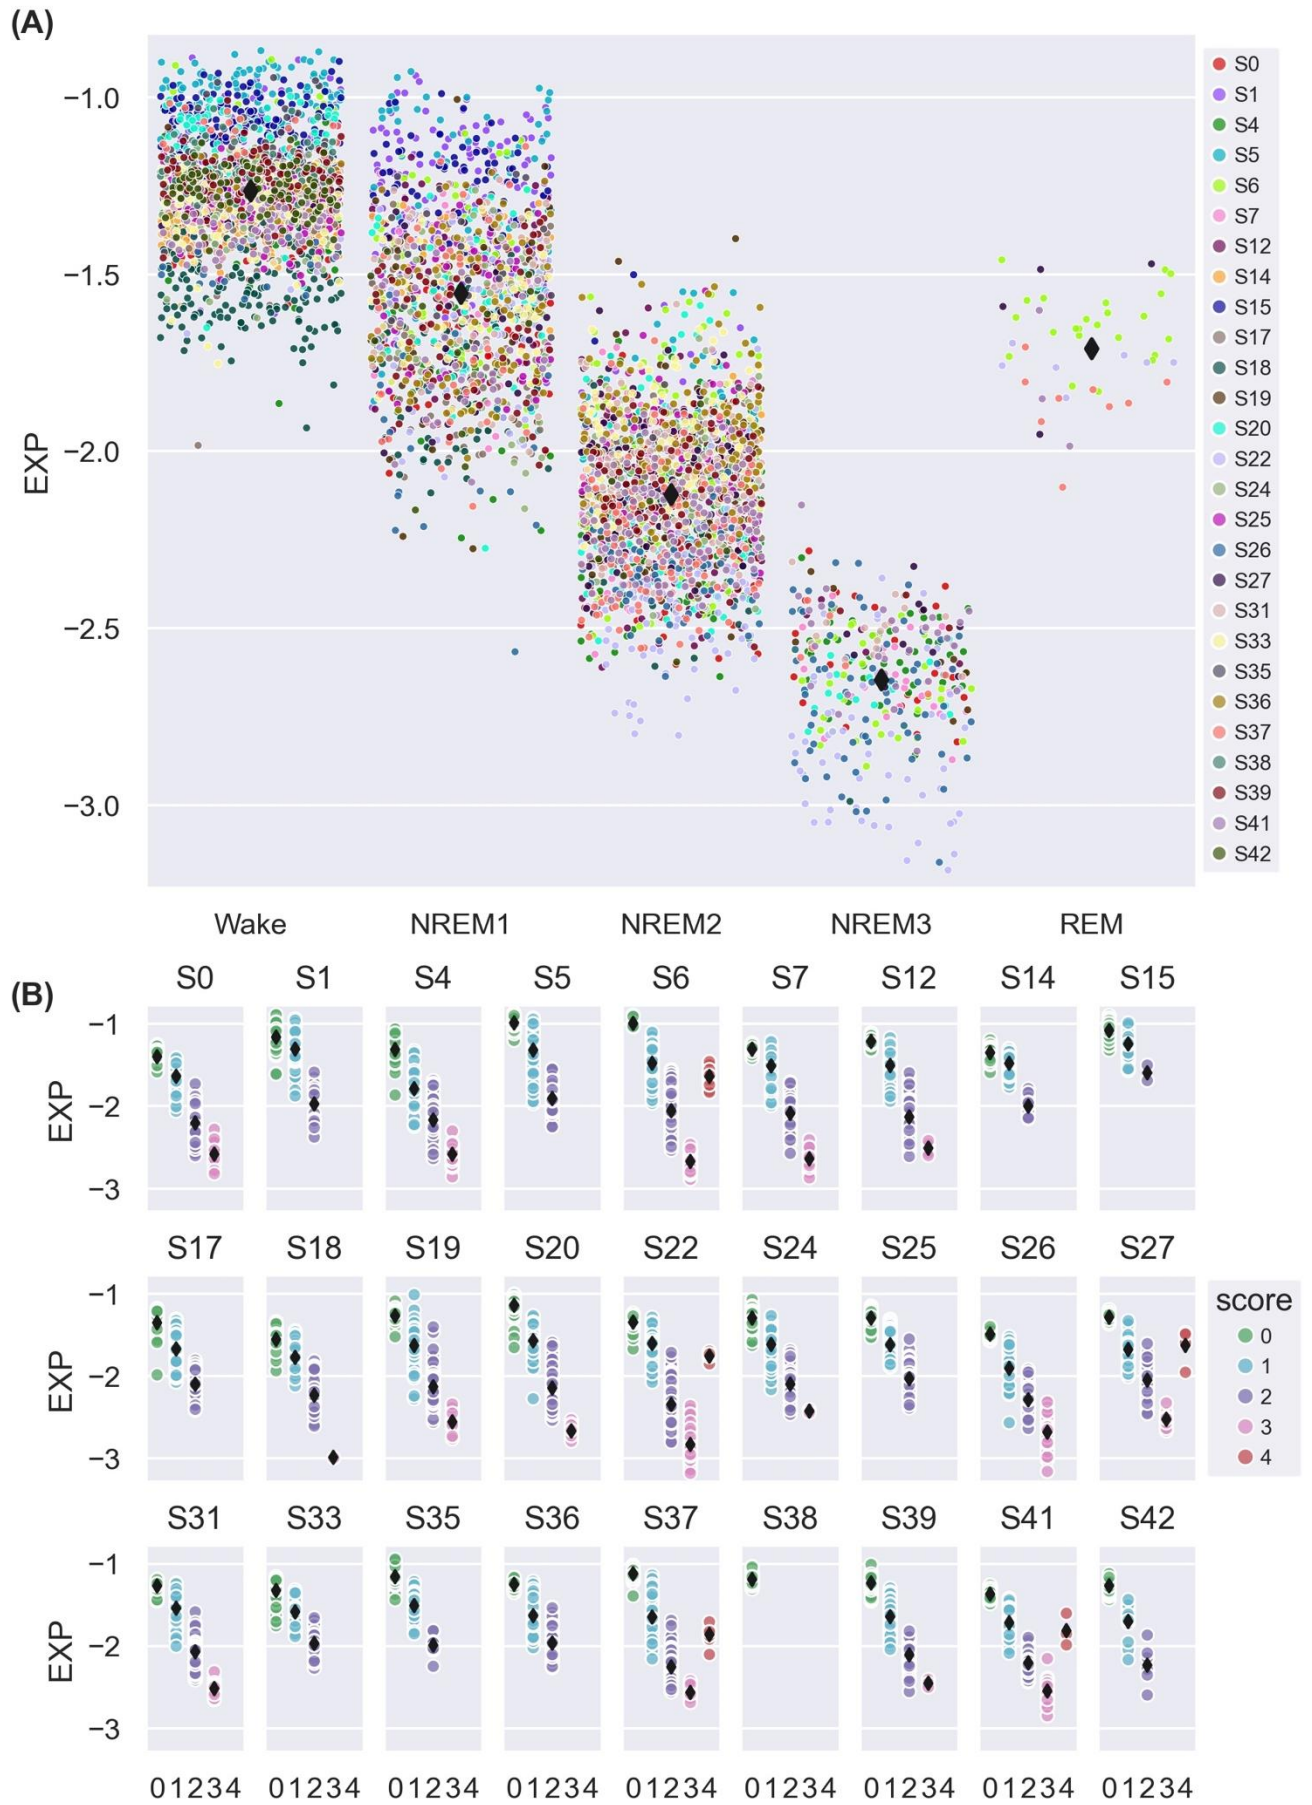 (A)
EXP
−1.0
−1.5
−2.0
−2.5
−3.0
Wake NREM1 NREM2 NREM3 REM
S0
S1
S4
S5
S6
S7
S12
S14
S15
S17
S18
S19
S20
S22
S24
S25
S26
S27
S31
S33
S35
S36
S37
S38
S39
S41
S42
(B)
S0 S1 S4 S5 S6 S7 S12 S14 S15
EXP
−1
−2
−3
S17 S18 S19 S20 S22 S24 S25 S26 S27
EXP
−1
−2
−3
score
0
1
2
3
4
S31 S33 S35 S36 S37 S38 S39 S41 S42
EXP
−1
−2
−3
01234 01234 01234 01234 01234 01234 01234 01234 01234